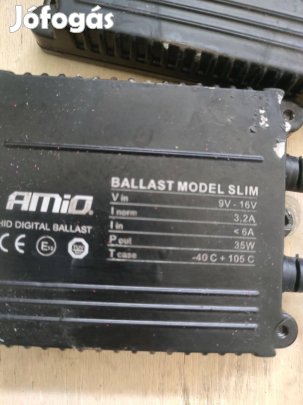 Jófogás
BALLAST MODEL SLIM
V in 9V - 16V
I norm 3,2A
I in < 6A
P out 35W
T case -40 C + 105 C
AMiO
HID DIGITAL BALLAST
CE